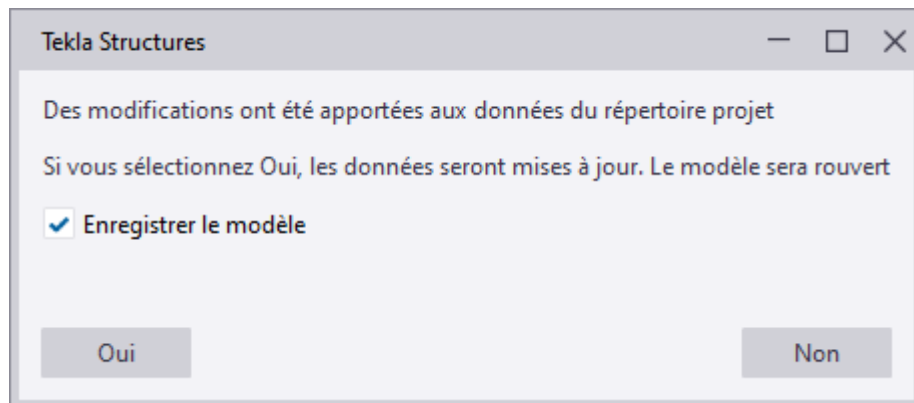 Tekla Structures
Des modifications ont été apportées aux données du répertoire projet
Si vous sélectionnez Oui, les données seront mises à jour. Le modèle sera rouvert
Enregistrer le modèle
Oui
Non